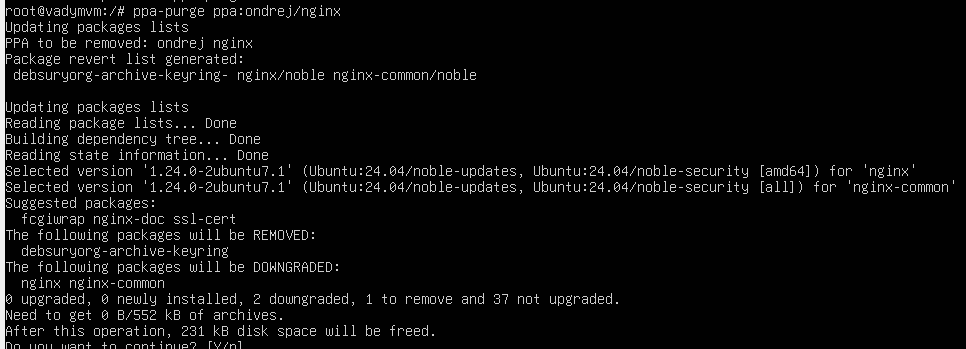 root@vadymvm:/# ppa-purge ppa:ondrej/nginx
Updating packages lists
PPA to be removed: ondrej nginx
Package revert list generated:
 debsuryorg-archive-keyring- nginx/noble nginx-common/noble

Updating packages lists
Reading package lists... Done
Building dependency tree... Done
Reading state information... Done
Selected version '1.24.0-2ubuntu7.1' (Ubuntu:24.04/noble-updates, Ubuntu:24.04/noble-security [amd64]) for 'nginx'
Selected version '1.24.0-2ubuntu7.1' (Ubuntu:24.04/noble-updates, Ubuntu:24.04/noble-security [all]) for 'nginx-common'
Suggested packages:
  fcgiwrap nginx-doc ssl-cert
The following packages will be REMOVED:
  debsuryorg-archive-keyring
The following packages will be DOWNGRADED:
  nginx nginx-common
0 upgraded, 0 newly installed, 2 downgraded, 1 to remove and 37 not upgraded.
Need to get 0 B/552 kB of archives.
After this operation, 231 kB disk space will be freed.
Do you want to continue? [Y/n]